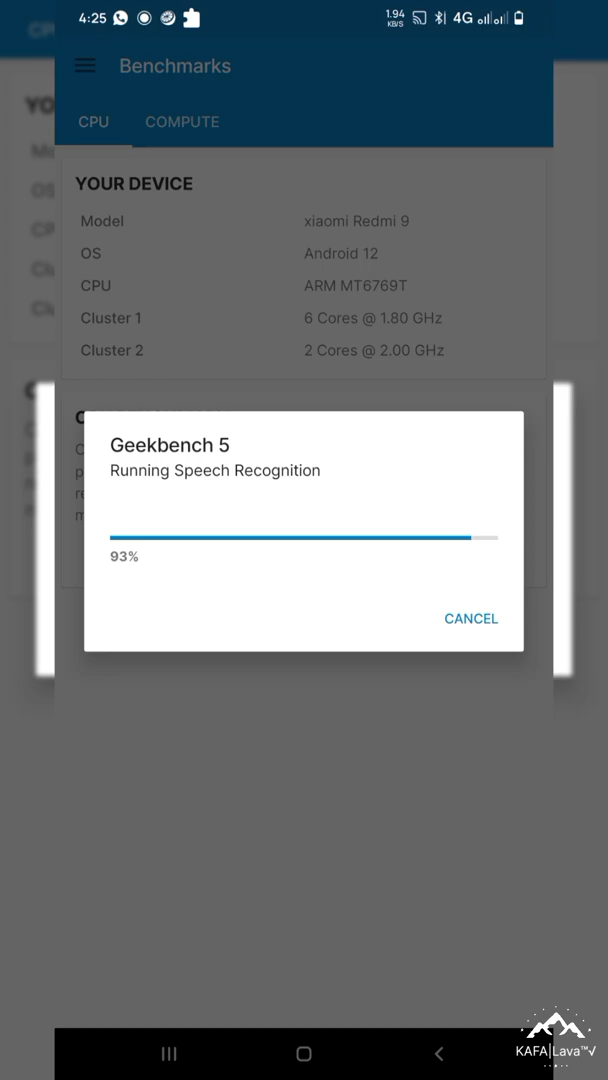 4:25 1.94 KB/S 4G
Benchmarks
CPU COMPUTE
YOUR DEVICE
Model xiaomi Redmi 9
OS Android 12
CPU ARM MT6769T
Cluster 1 6 Cores @ 1.80 GHz
Cluster 2 2 Cores @ 2.00 GHz
Geekbench 5
Running Speech Recognition
93%
CANCEL
KAFA|Lava™√